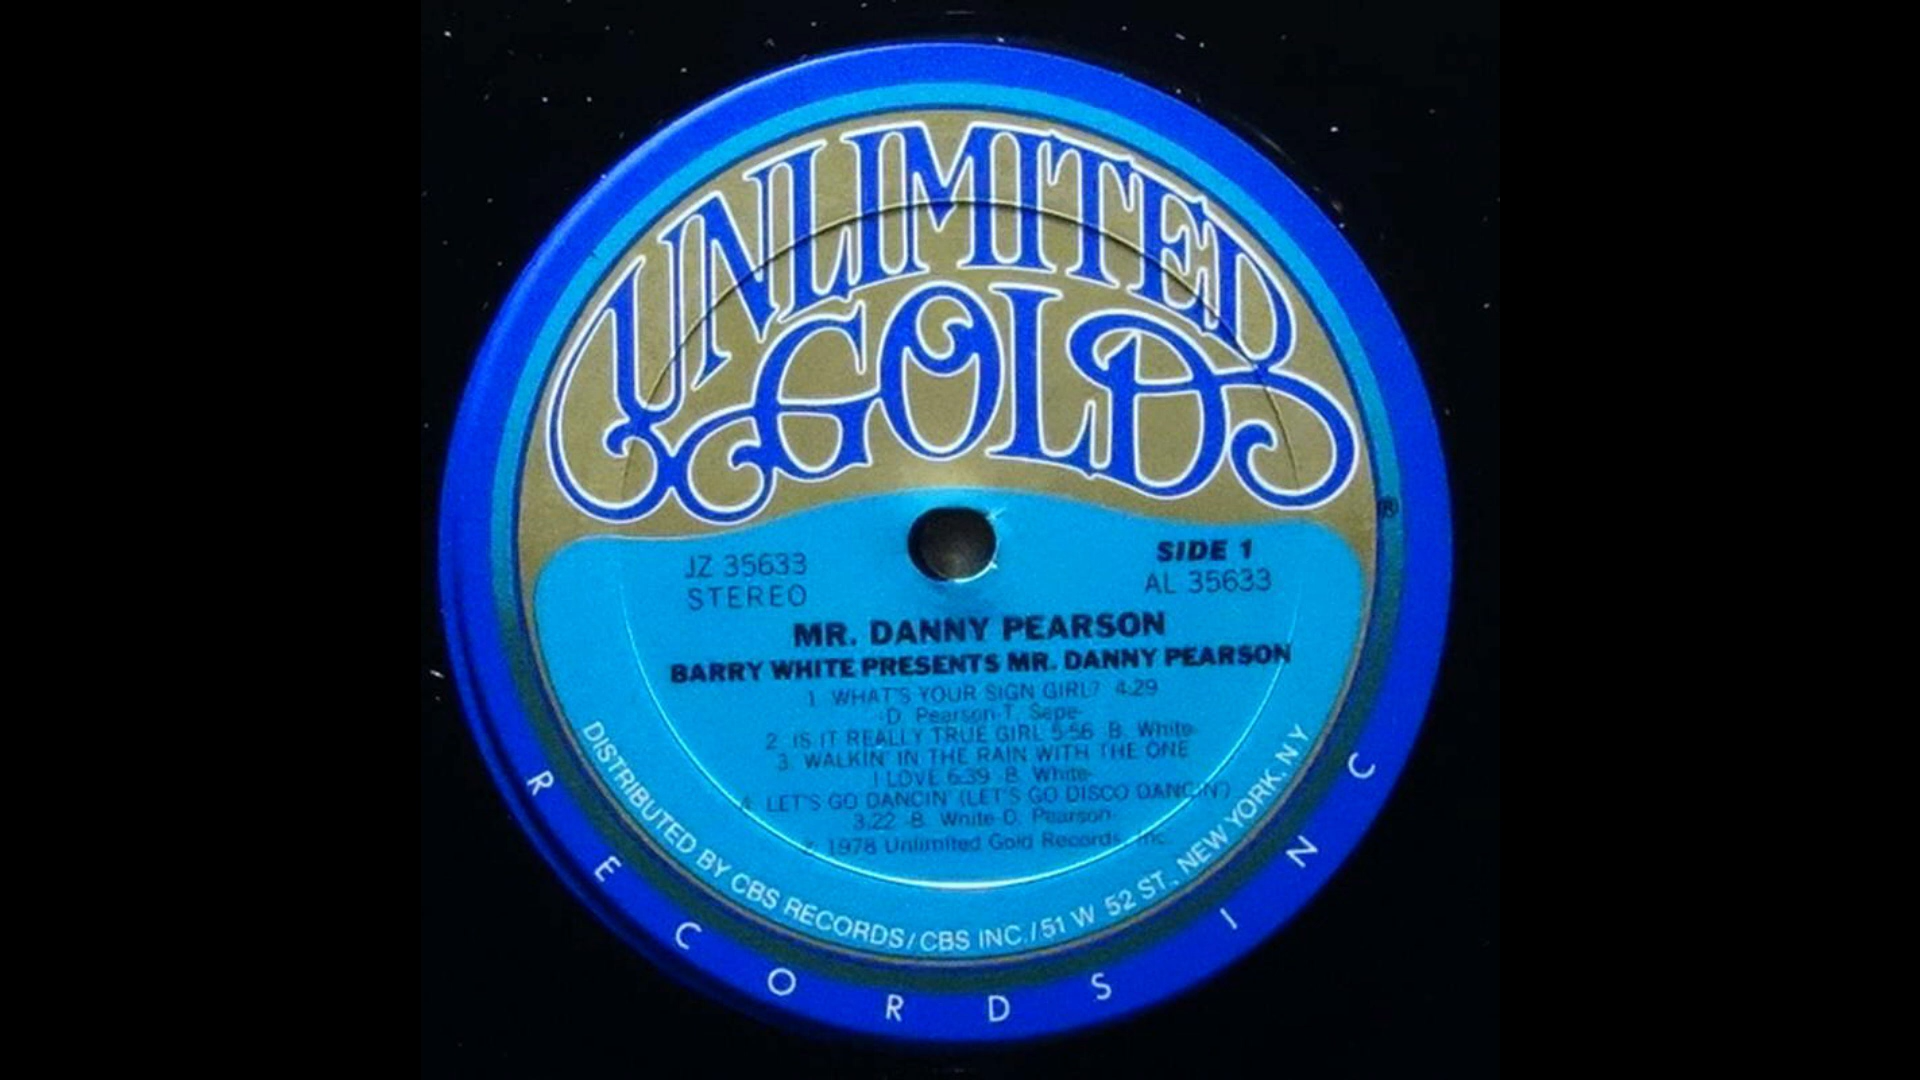 UNLIMITED
GOLD
®
JZ 35633
STEREO
SIDE 1
AL 35633
MR. DANNY PEARSON
BARRY WHITE PRESENTS MR. DANNY PEARSON
1. WHAT'S YOUR SIGN GIRL? 4:29
-D. Pearson-T. Sepe-
2. IS IT REALLY TRUE GIRL 5:56 -B. White-
3. WALKIN' IN THE RAIN WITH THE ONE
I LOVE 6:39 -B. White-
4. LET'S GO DANCIN' (LET'S GO DISCO DANCIN')
3:22 -B. White-D. Pearson-
1978 Unlimited Gold Records, Inc.
DISTRIBUTED BY CBS RECORDS/CBS INC./51 W. 52 ST., NEW YORK, N.Y.
RECORDS INC